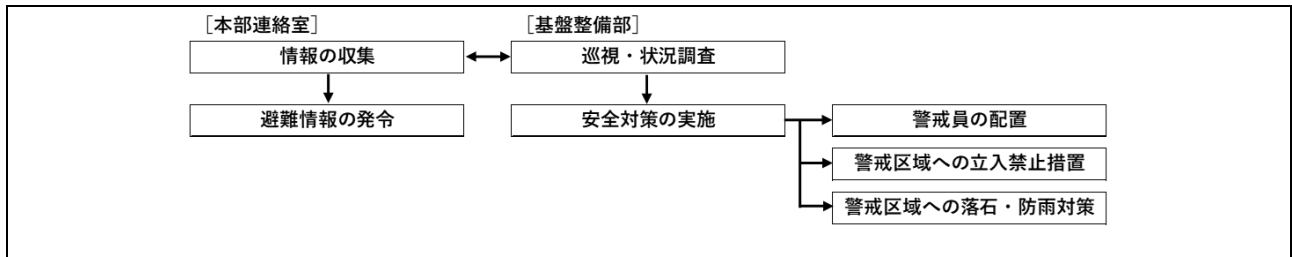 ［本部連絡室］
［基盤整備部］
情報の収集
巡視・状況調査
避難情報の発令
安全対策の実施
警戒員の配置
警戒区域への立入禁止措置
警戒区域への落石・防雨対策